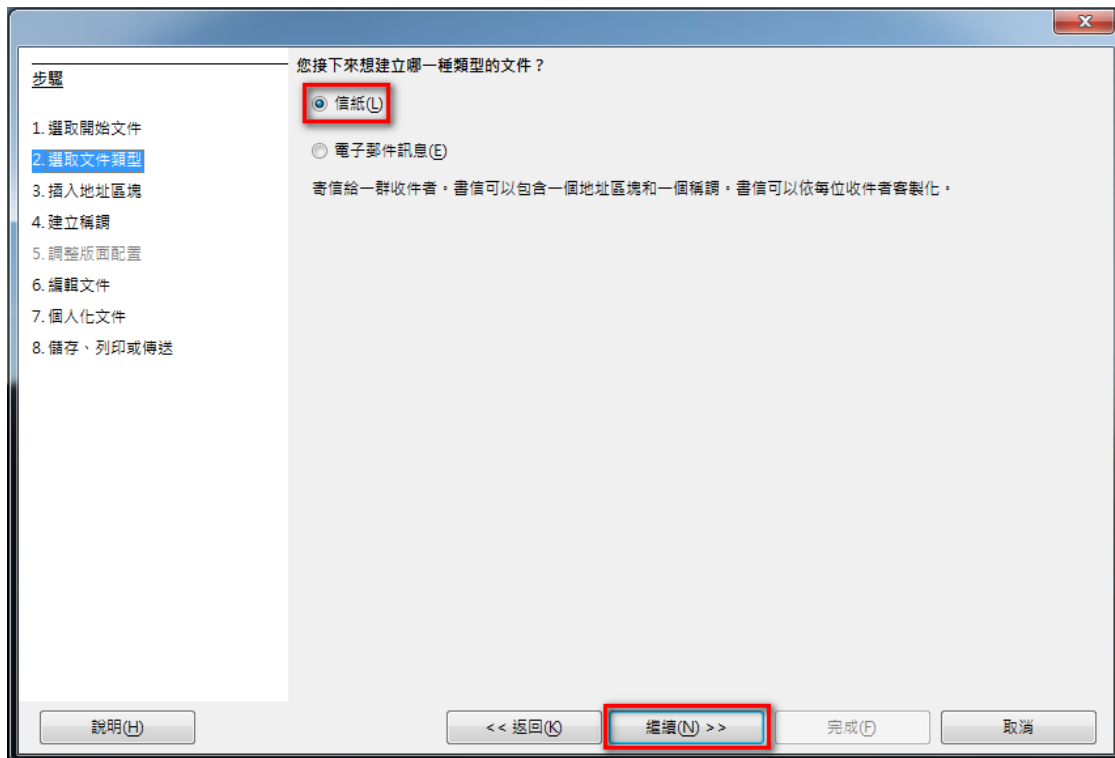 步驟
1. 選取開始文件
2. 選取文件類型
3. 插入地址區塊
4. 建立稱謂
5. 調整版面配置
6. 編輯文件
7. 個人化文件
8. 儲存、列印或傳送
您接下來想建立哪一種類型的文件？
信紙(L)
電子郵件訊息(E)
寄信給一群收件者。書信可以包含一個地址區塊和一個稱謂。書信可以依每位收件者客製化。
說明(H)
<< 返回(K)
繼續(N) >>
完成(F)
取消